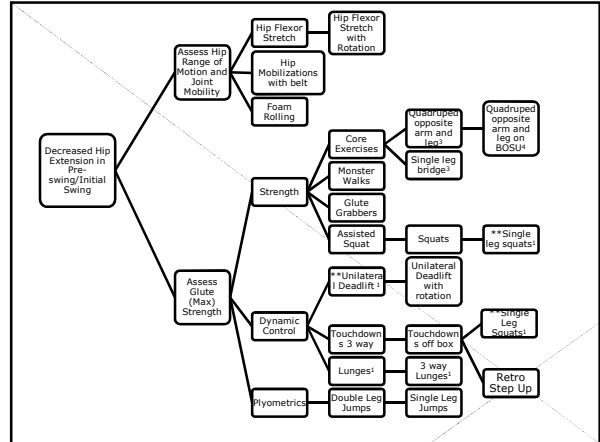 Decreased Hip
Extension in
Pre-
swing/Initial
Swing
Assess Hip
Range of
Motion and
Joint
Mobility
Hip Flexor
Stretch
Hip Flexor
Stretch
with
Rotation
Hip
Mobilizations
with belt
Foam
Rolling
Assess Glute
(Max)
Strength
Strength
Core
Exercises
Quadruped
opposite
arm and
leg³
Quadruped
opposite
arm and
leg on
BOSU⁴
Single leg
bridge³
Monster
Walks
Glute
Grabbers
Assisted
Squat
Squats
**Single
leg squats¹
Dynamic
Control
**Unilatera
l Deadlift ¹
Unilateral
Deadlift
with
rotation
Touchdown
s 3 way
Touchdown
s off box
**Single
Leg
Squats¹
Retro
Step Up
Lunges¹
3 way
Lunges¹
Plyometrics
Double Leg
Jumps
Single Leg
Jumps